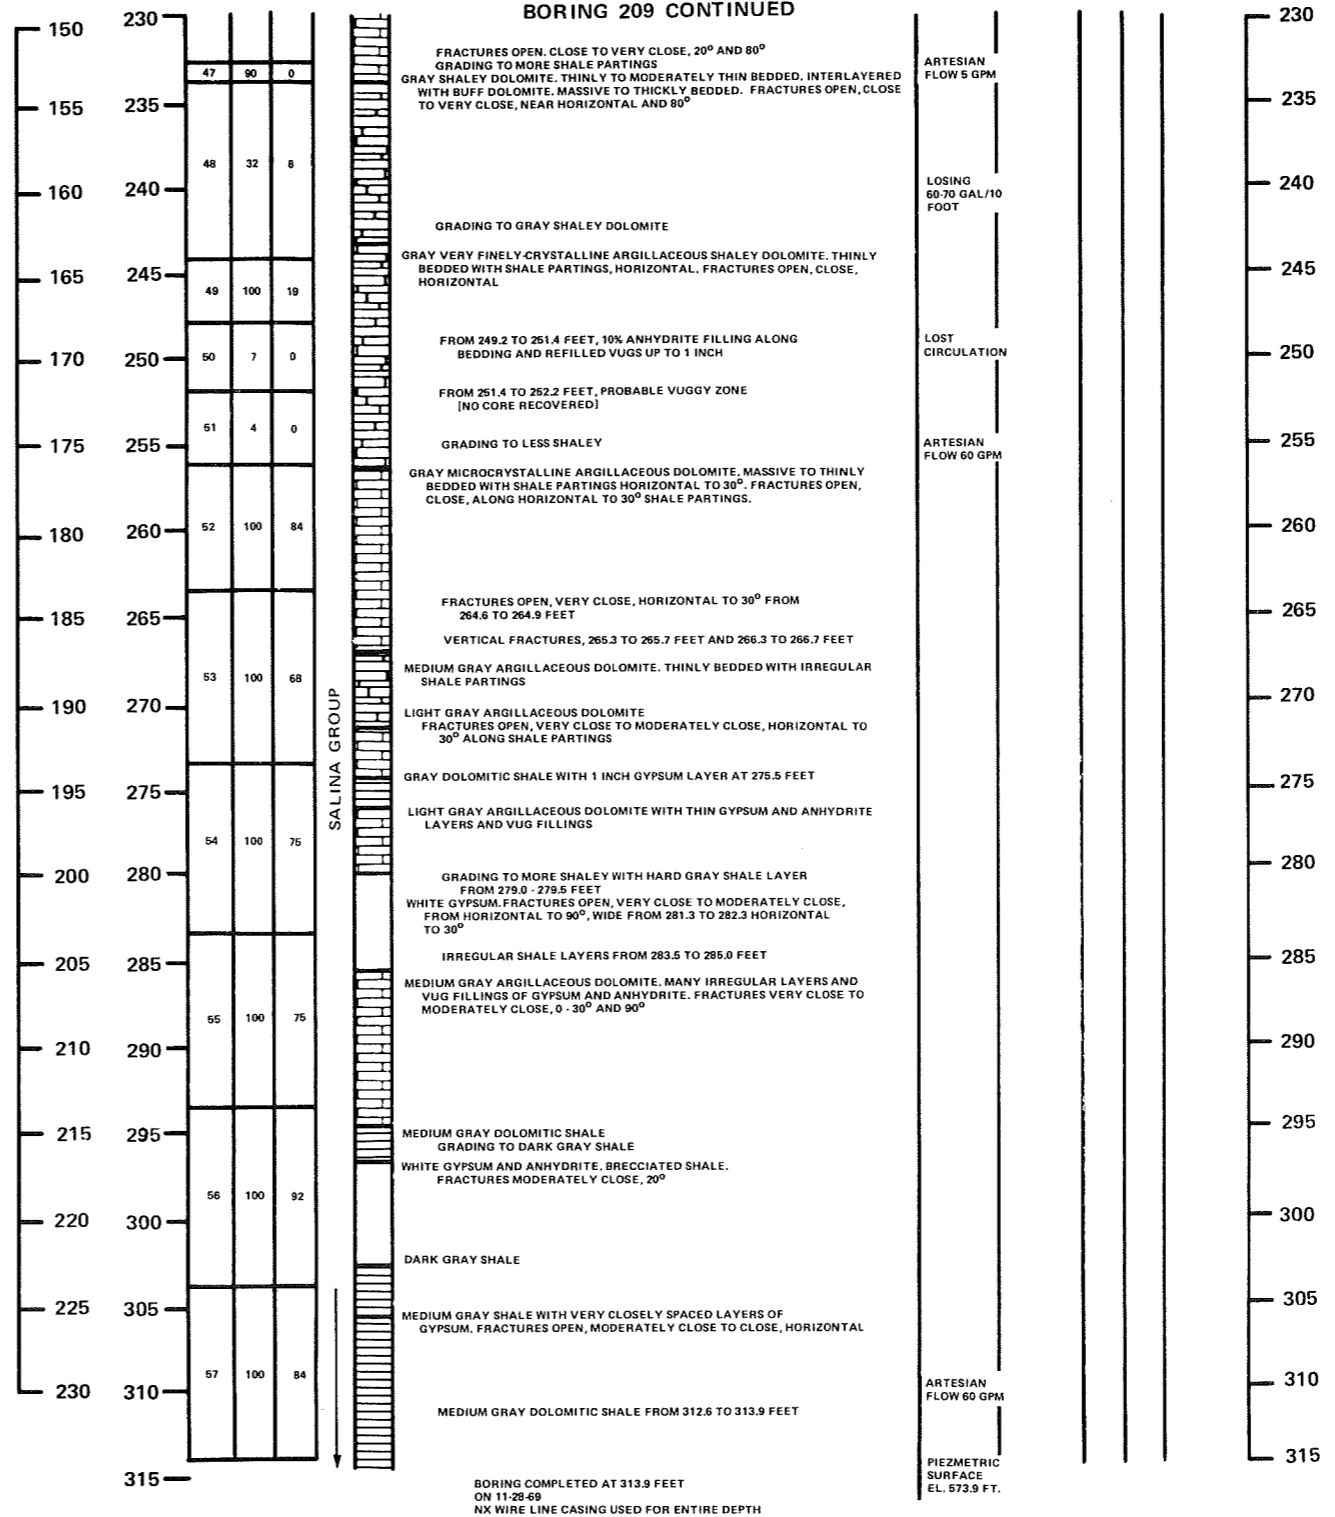 BORING 209 CONTINUED
150
230
230
FRACTURES OPEN. CLOSE TO VERY CLOSE, 20° AND 80°
GRADING TO MORE SHALE PARTINGS
ARTESIAN
FLOW 5 GPM
47 90 0
GRAY SHALEY DOLOMITE. THINLY TO MODERATELY THIN BEDDED. INTERLAYERED
WITH BUFF DOLOMITE. MASSIVE TO THICKLY BEDDED. FRACTURES OPEN, CLOSE
TO VERY CLOSE, NEAR HORIZONTAL AND 80°
155
235
235
48 32 8
160
240
240
LOSING
60-70 GAL/10
FOOT
GRADING TO GRAY SHALEY DOLOMITE
GRAY VERY FINELY-CRYSTALLINE ARGILLACEOUS SHALEY DOLOMITE. THINLY
BEDDED WITH SHALE PARTINGS, HORIZONTAL. FRACTURES OPEN, CLOSE,
HORIZONTAL
165
245
245
49 100 19
FROM 249.2 TO 251.4 FEET, 10% ANHYDRITE FILLING ALONG
BEDDING AND REFILLED VUGS UP TO 1 INCH
LOST
CIRCULATION
170
250
250
50 7 0
FROM 251.4 TO 252.2 FEET, PROBABLE VUGGY ZONE
[NO CORE RECOVERED]
51 4 0
GRADING TO LESS SHALEY
ARTESIAN
FLOW 60 GPM
175
255
255
GRAY MICROCRYSTALLINE ARGILLACEOUS DOLOMITE. MASSIVE TO THINLY
BEDDED WITH SHALE PARTINGS HORIZONTAL TO 30°. FRACTURES OPEN,
CLOSE, ALONG HORIZONTAL TO 30° SHALE PARTINGS.
52 100 84
180
260
260
FRACTURES OPEN, VERY CLOSE, HORIZONTAL TO 30° FROM
264.6 TO 264.9 FEET
185
265
265
VERTICAL FRACTURES, 265.3 TO 265.7 FEET AND 266.3 TO 266.7 FEET
MEDIUM GRAY ARGILLACEOUS DOLOMITE. THINLY BEDDED WITH IRREGULAR
SHALE PARTINGS
53 100 68
190
270
270
LIGHT GRAY ARGILLACEOUS DOLOMITE
FRACTURES OPEN, VERY CLOSE TO MODERATELY CLOSE, HORIZONTAL TO
30° ALONG SHALE PARTINGS
SALINA GROUP
GRAY DOLOMITIC SHALE WITH 1 INCH GYPSUM LAYER AT 275.5 FEET
195
275
275
LIGHT GRAY ARGILLACEOUS DOLOMITE WITH THIN GYPSUM AND ANHYDRITE
LAYERS AND VUG FILLINGS
54 100 75
200
280
280
GRADING TO MORE SHALEY WITH HARD GRAY SHALE LAYER
FROM 279.0 - 279.5 FEET
WHITE GYPSUM. FRACTURES OPEN, VERY CLOSE TO MODERATELY CLOSE,
FROM HORIZONTAL TO 90°, WIDE FROM 281.3 TO 282.3 HORIZONTAL
TO 30°
IRREGULAR SHALE LAYERS FROM 283.5 TO 285.0 FEET
205
285
285
MEDIUM GRAY ARGILLACEOUS DOLOMITE. MANY IRREGULAR LAYERS AND
VUG FILLINGS OF GYPSUM AND ANHYDRITE. FRACTURES VERY CLOSE TO
MODERATELY CLOSE, 0 - 30° AND 90°
55 100 75
210
290
290
215
295
295
MEDIUM GRAY DOLOMITIC SHALE
GRADING TO DARK GRAY SHALE
WHITE GYPSUM AND ANHYDRITE. BRECCIATED SHALE.
FRACTURES MODERATELY CLOSE, 20°
56 100 92
220
300
300
DARK GRAY SHALE
225
305
305
MEDIUM GRAY SHALE WITH VERY CLOSELY SPACED LAYERS OF
GYPSUM. FRACTURES OPEN, MODERATELY CLOSE TO CLOSE, HORIZONTAL
57 100 84
230
310
310
ARTESIAN
FLOW 60 GPM
MEDIUM GRAY DOLOMITIC SHALE FROM 312.6 TO 313.9 FEET
315
315
PIEZMETRIC
SURFACE
EL. 573.9 FT.
BORING COMPLETED AT 313.9 FEET
ON 11-28-69
NX WIRE LINE CASING USED FOR ENTIRE DEPTH